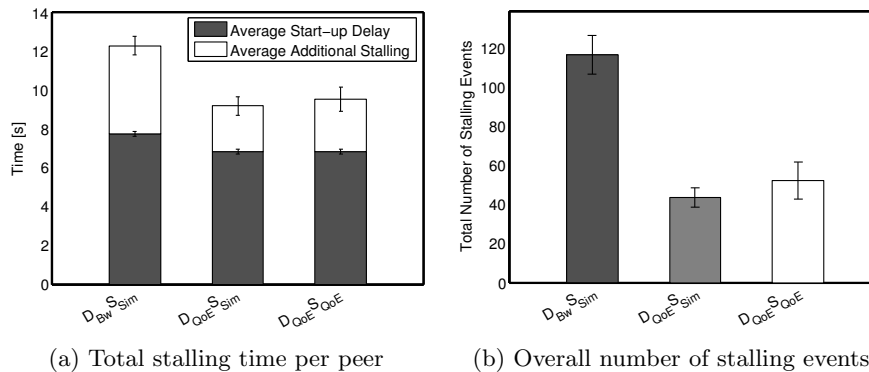 14
12
10
8
6
4
2
0
Time [s]
Average Start-up Delay
Average Additional Stalling
D_Bw S_Sim
D_QoE S_Sim
D_QoE S_QoE
(a) Total stalling time per peer
120
100
80
60
40
20
0
Total Number of Stalling Events
D_Bw S_Sim
D_QoE S_Sim
D_QoE S_QoE
(b) Overall number of stalling events